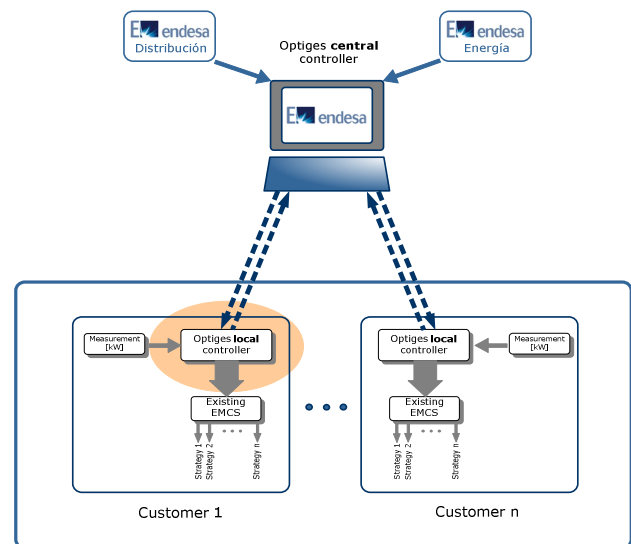 E endesa
Distribución
E endesa
Energía
Optiges central
controller
E endesa
Measurement
[kW]
Optiges local
controller
Existing
EMCS
Strategy 1
Strategy 2
Strategy n
Customer 1
Optiges local
controller
Measurement
[kW]
Existing
EMCS
Strategy 1
Strategy 2
Strategy n
Customer n